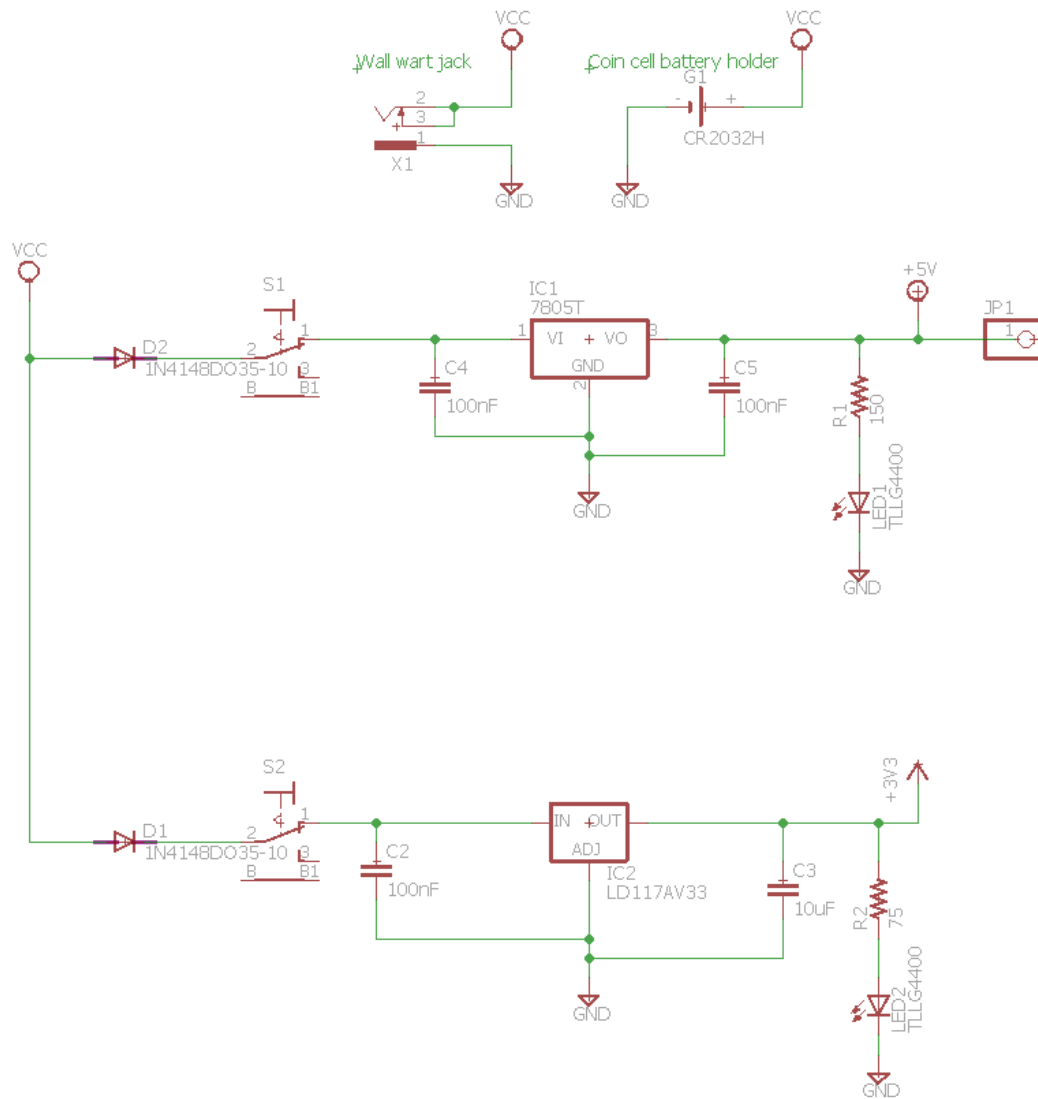 VCC
VCC
Wall wart jack
Coin cell battery holder
G1
2
3
1
X1
-
+
CR2032H
GND
GND
VCC
S1
IC1
7805T
+5V
JP1
1
D2
1N4148DO35-10
2
1
3
B
B1
1
VI
VO
3
GND
2
C4
100nF
C5
100nF
R1
150
LED1
TLLG4400
GND
GND
S2
+3V3
D1
1N4148DO35-10
2
1
3
B
B1
IN
OUT
ADJ
IC2
LD117AV33
C2
100nF
C3
10uF
R2
75
LED2
TLLG4400
GND
GND